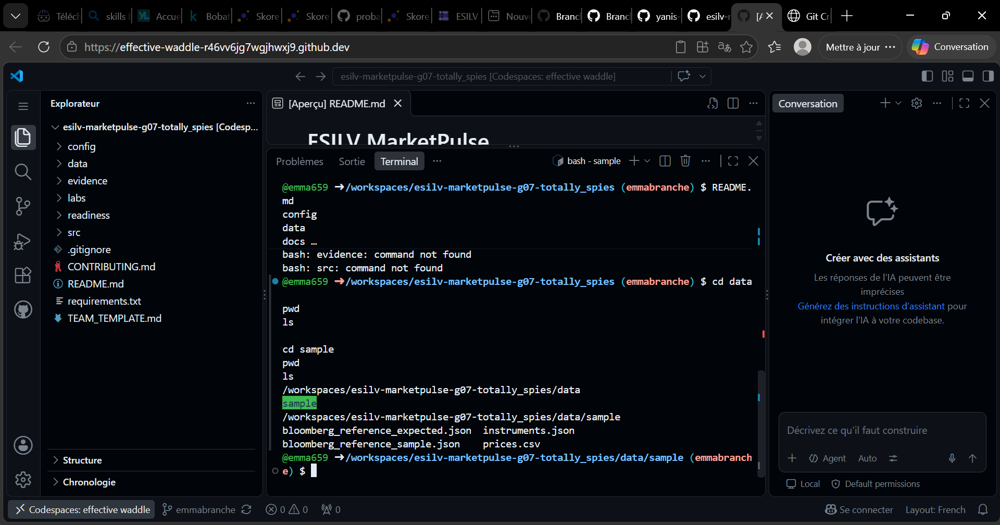 Téléch
skills
Accue
Bobat
Skore
Skore
proba
Skore
ESILV
Nouv
Branc
Branc
yanis-
esilv-r
[A
Git Cr
https://effective-waddle-r46vv6jg7wgjhwxj9.github.dev
Mettre à jour
Conversation
esilv-marketpulse-g07-totally_spies [Codespaces: effective waddle]
Explorateur
esilv-marketpulse-g07-totally_spies [Codesp...
config
data
evidence
labs
readiness
src
.gitignore
CONTRIBUTING.md
README.md
requirements.txt
TEAM_TEMPLATE.md
Structure
Chronologie
[Aperçu] README.md
ESILV MarketPulse
Problèmes
Sortie
Terminal
bash - sample
@emma659 ➜/workspaces/esilv-marketpulse-g07-totally_spies (emmabranche) $ README.
md
config
data
docs …
bash: evidence: command not found
bash: src: command not found
@emma659 ➜/workspaces/esilv-marketpulse-g07-totally_spies (emmabranche) $ cd data
pwd
ls
cd sample
pwd
ls
/workspaces/esilv-marketpulse-g07-totally_spies/data
sample
/workspaces/esilv-marketpulse-g07-totally_spies/data/sample
bloomberg_reference_expected.json  instruments.json
bloomberg_reference_sample.json    prices.csv
@emma659 ➜/workspaces/esilv-marketpulse-g07-totally_spies/data/sample (emmabranch
e) $
Conversation
Créer avec des assistants
Les réponses de l'IA peuvent être
imprécises
Générez des instructions d'assistant pour
intégrer l'IA à votre codebase.
Décrivez ce qu'il faut construire
Agent
Auto
Local
Default permissions
Codespaces: effective waddle
emmabranche
0
0
0
Se connecter
Layout: French